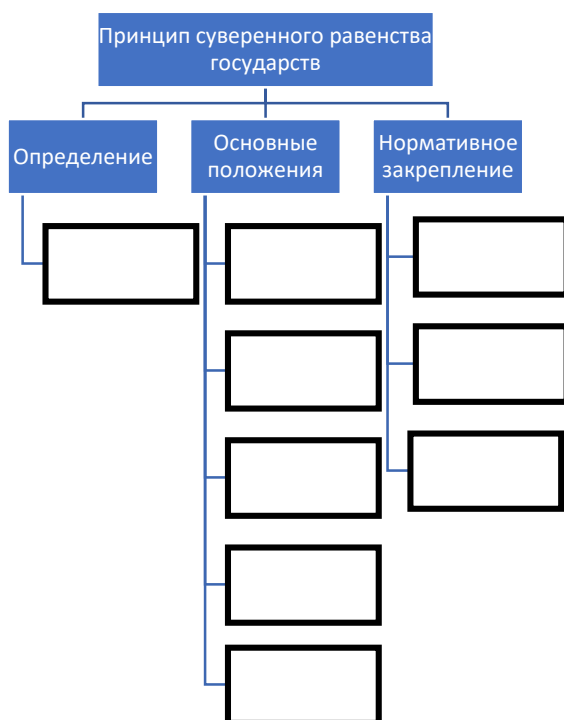 Принцип суверенного равенства
государств
Определение
Основные
положения
Нормативное
закрепление